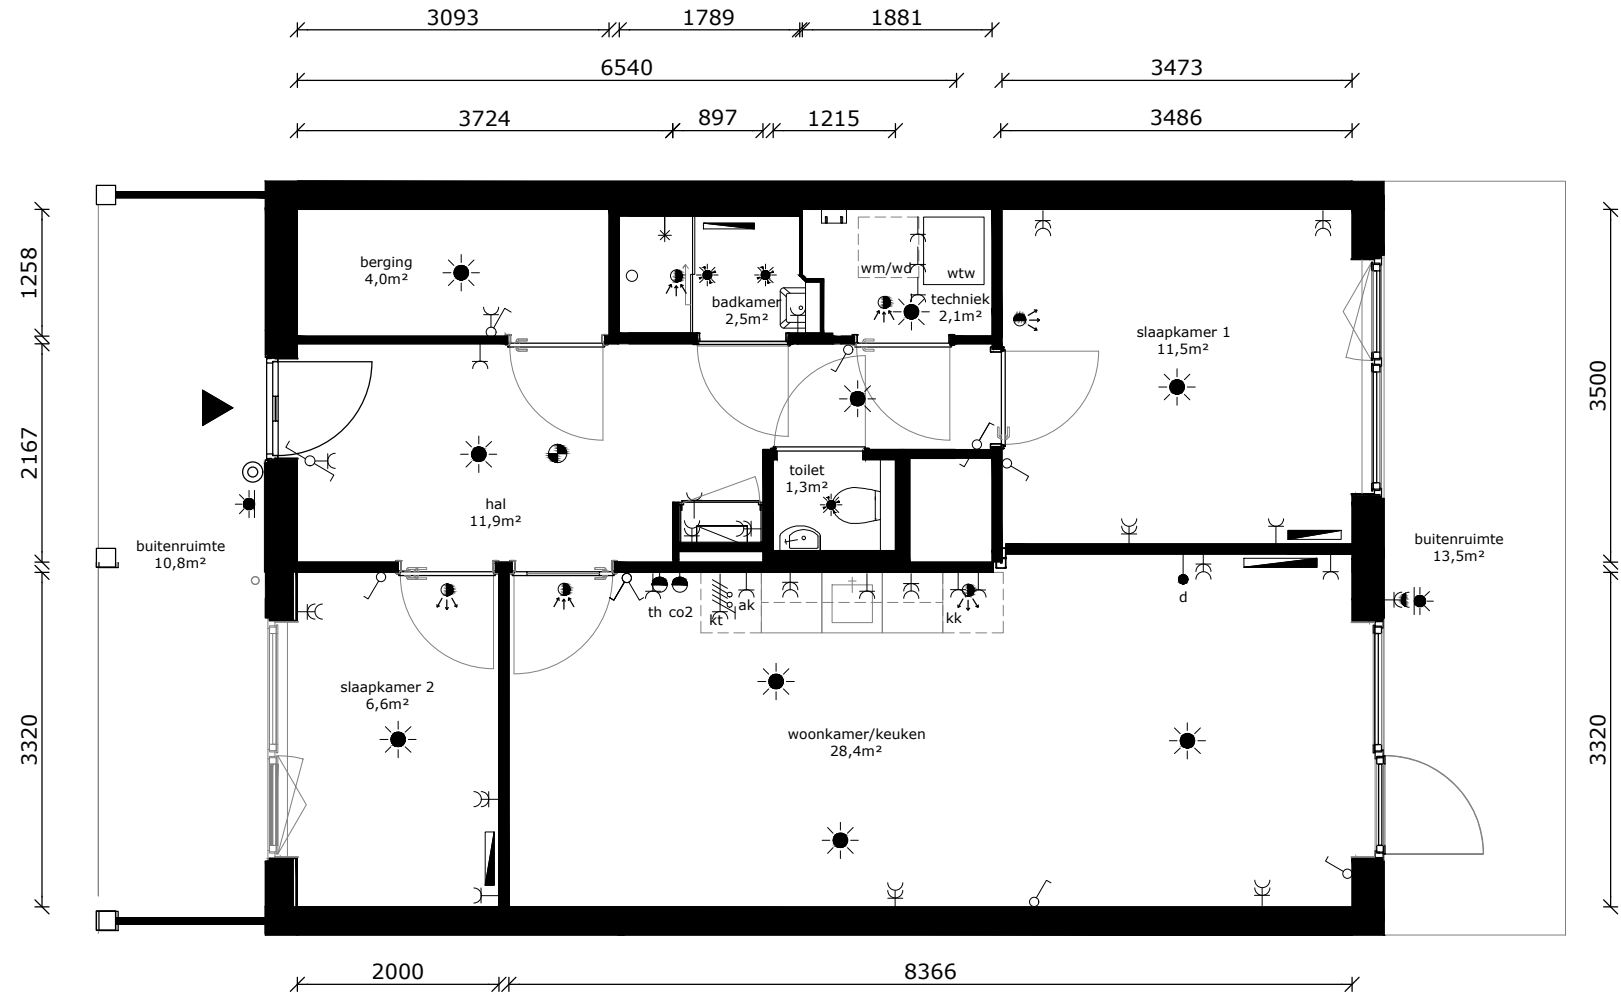 3093 1789 1881
6540 3473
3724 897 1215 3486
1258
2167
3320
3500
3320
berging
4,0m²
badkamer
2,5m²
wm/wd
wtw
techniek
2,1m²
slaapkamer 1
11,5m²
toilet
1,3m²
hal
11,9m²
buitenruimte
10,8m²
buitenruimte
13,5m²
th co2
kt
ak
kk
d
slaapkamer 2
6,6m²
woonkamer/keuken
28,4m²
2000 8366